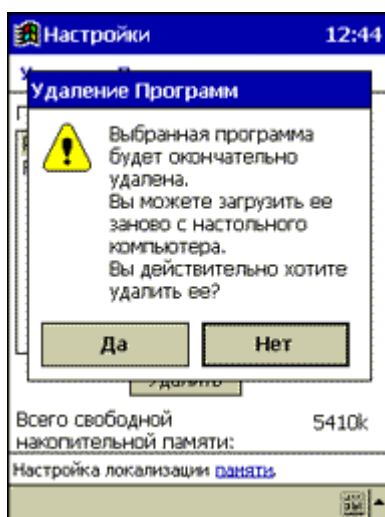 Настройки 12:44
Удаление Программ
Выбранная программа
будет окончательно
удалена.
Вы можете загрузить ее
заново с настольного
компьютера.
Вы действительно хотите
удалить ее?
Да Нет
Удалить
Всего свободной 5410k
накопительной памяти:
Настройка локализации памяти.